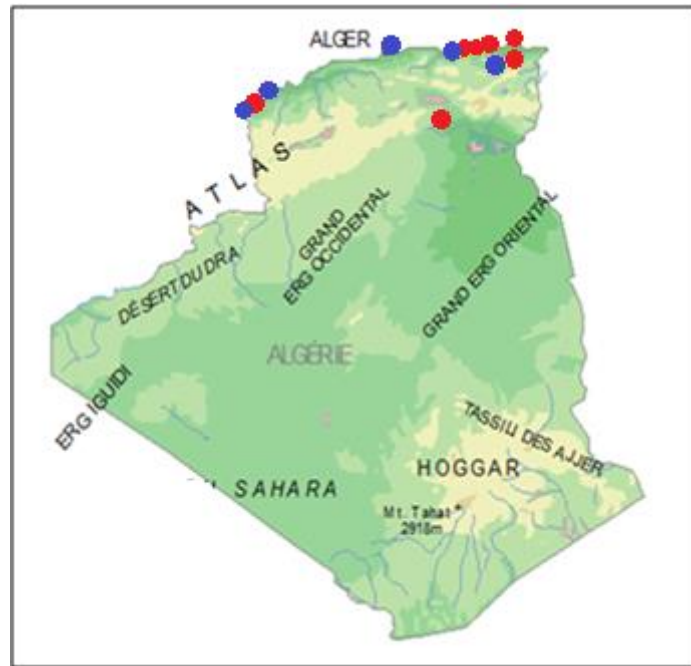 ALGER
ATLAS
DÉSERT DU DRA
GRAND
ERG OCCIDENTAL
GRAND ERG ORIENTAL
ALGÉRIE
ERG IGUIDI
SAHARA
TASSILI DES AJJER
HOGGAR
Mt. Tahat
2918m